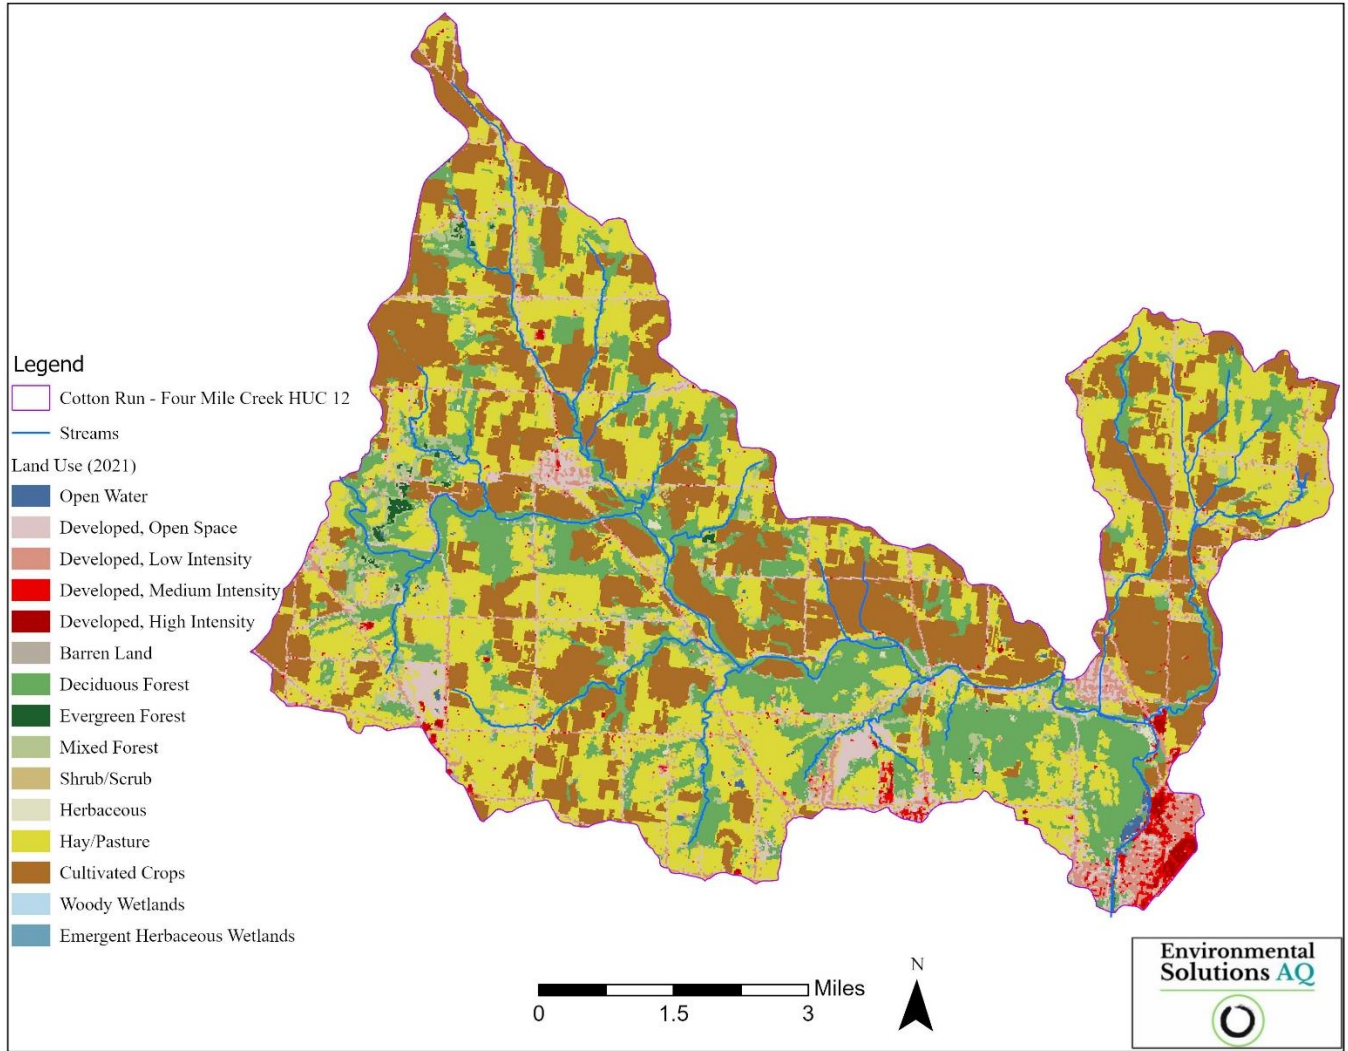 Legend
Cotton Run - Four Mile Creek HUC 12
Streams
Land Use (2021)
Open Water
Developed, Open Space
Developed, Low Intensity
Developed, Medium Intensity
Developed, High Intensity
Barren Land
Deciduous Forest
Evergreen Forest
Mixed Forest
Shrub/Scrub
Herbaceous
Hay/Pasture
Cultivated Crops
Woody Wetlands
Emergent Herbaceous Wetlands
Miles
0 1.5 3
N
Environmental
Solutions AQ